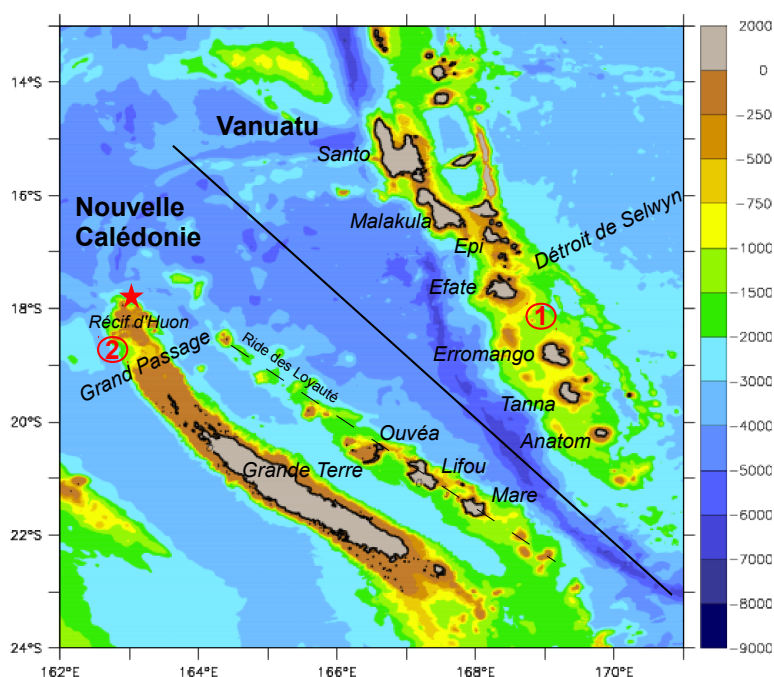 14°S
16°S
18°S
20°S
22°S
24°S
162°E
164°E
166°E
168°E
170°E
Vanuatu
Santo
Malakula
Epi
Efate
Détroit de Selwyn
1
Nouvelle
Calédonie
Récif d'Huon
2
Grand Passage
Ride des Loyauté
Erromango
Tanna
Anatom
Ouvéa
Lifou
Mare
Grande Terre
2000
0
-250
-500
-750
-1000
-2000
-3000
-4000
-5000
-6000
-7000
-8000
-9000